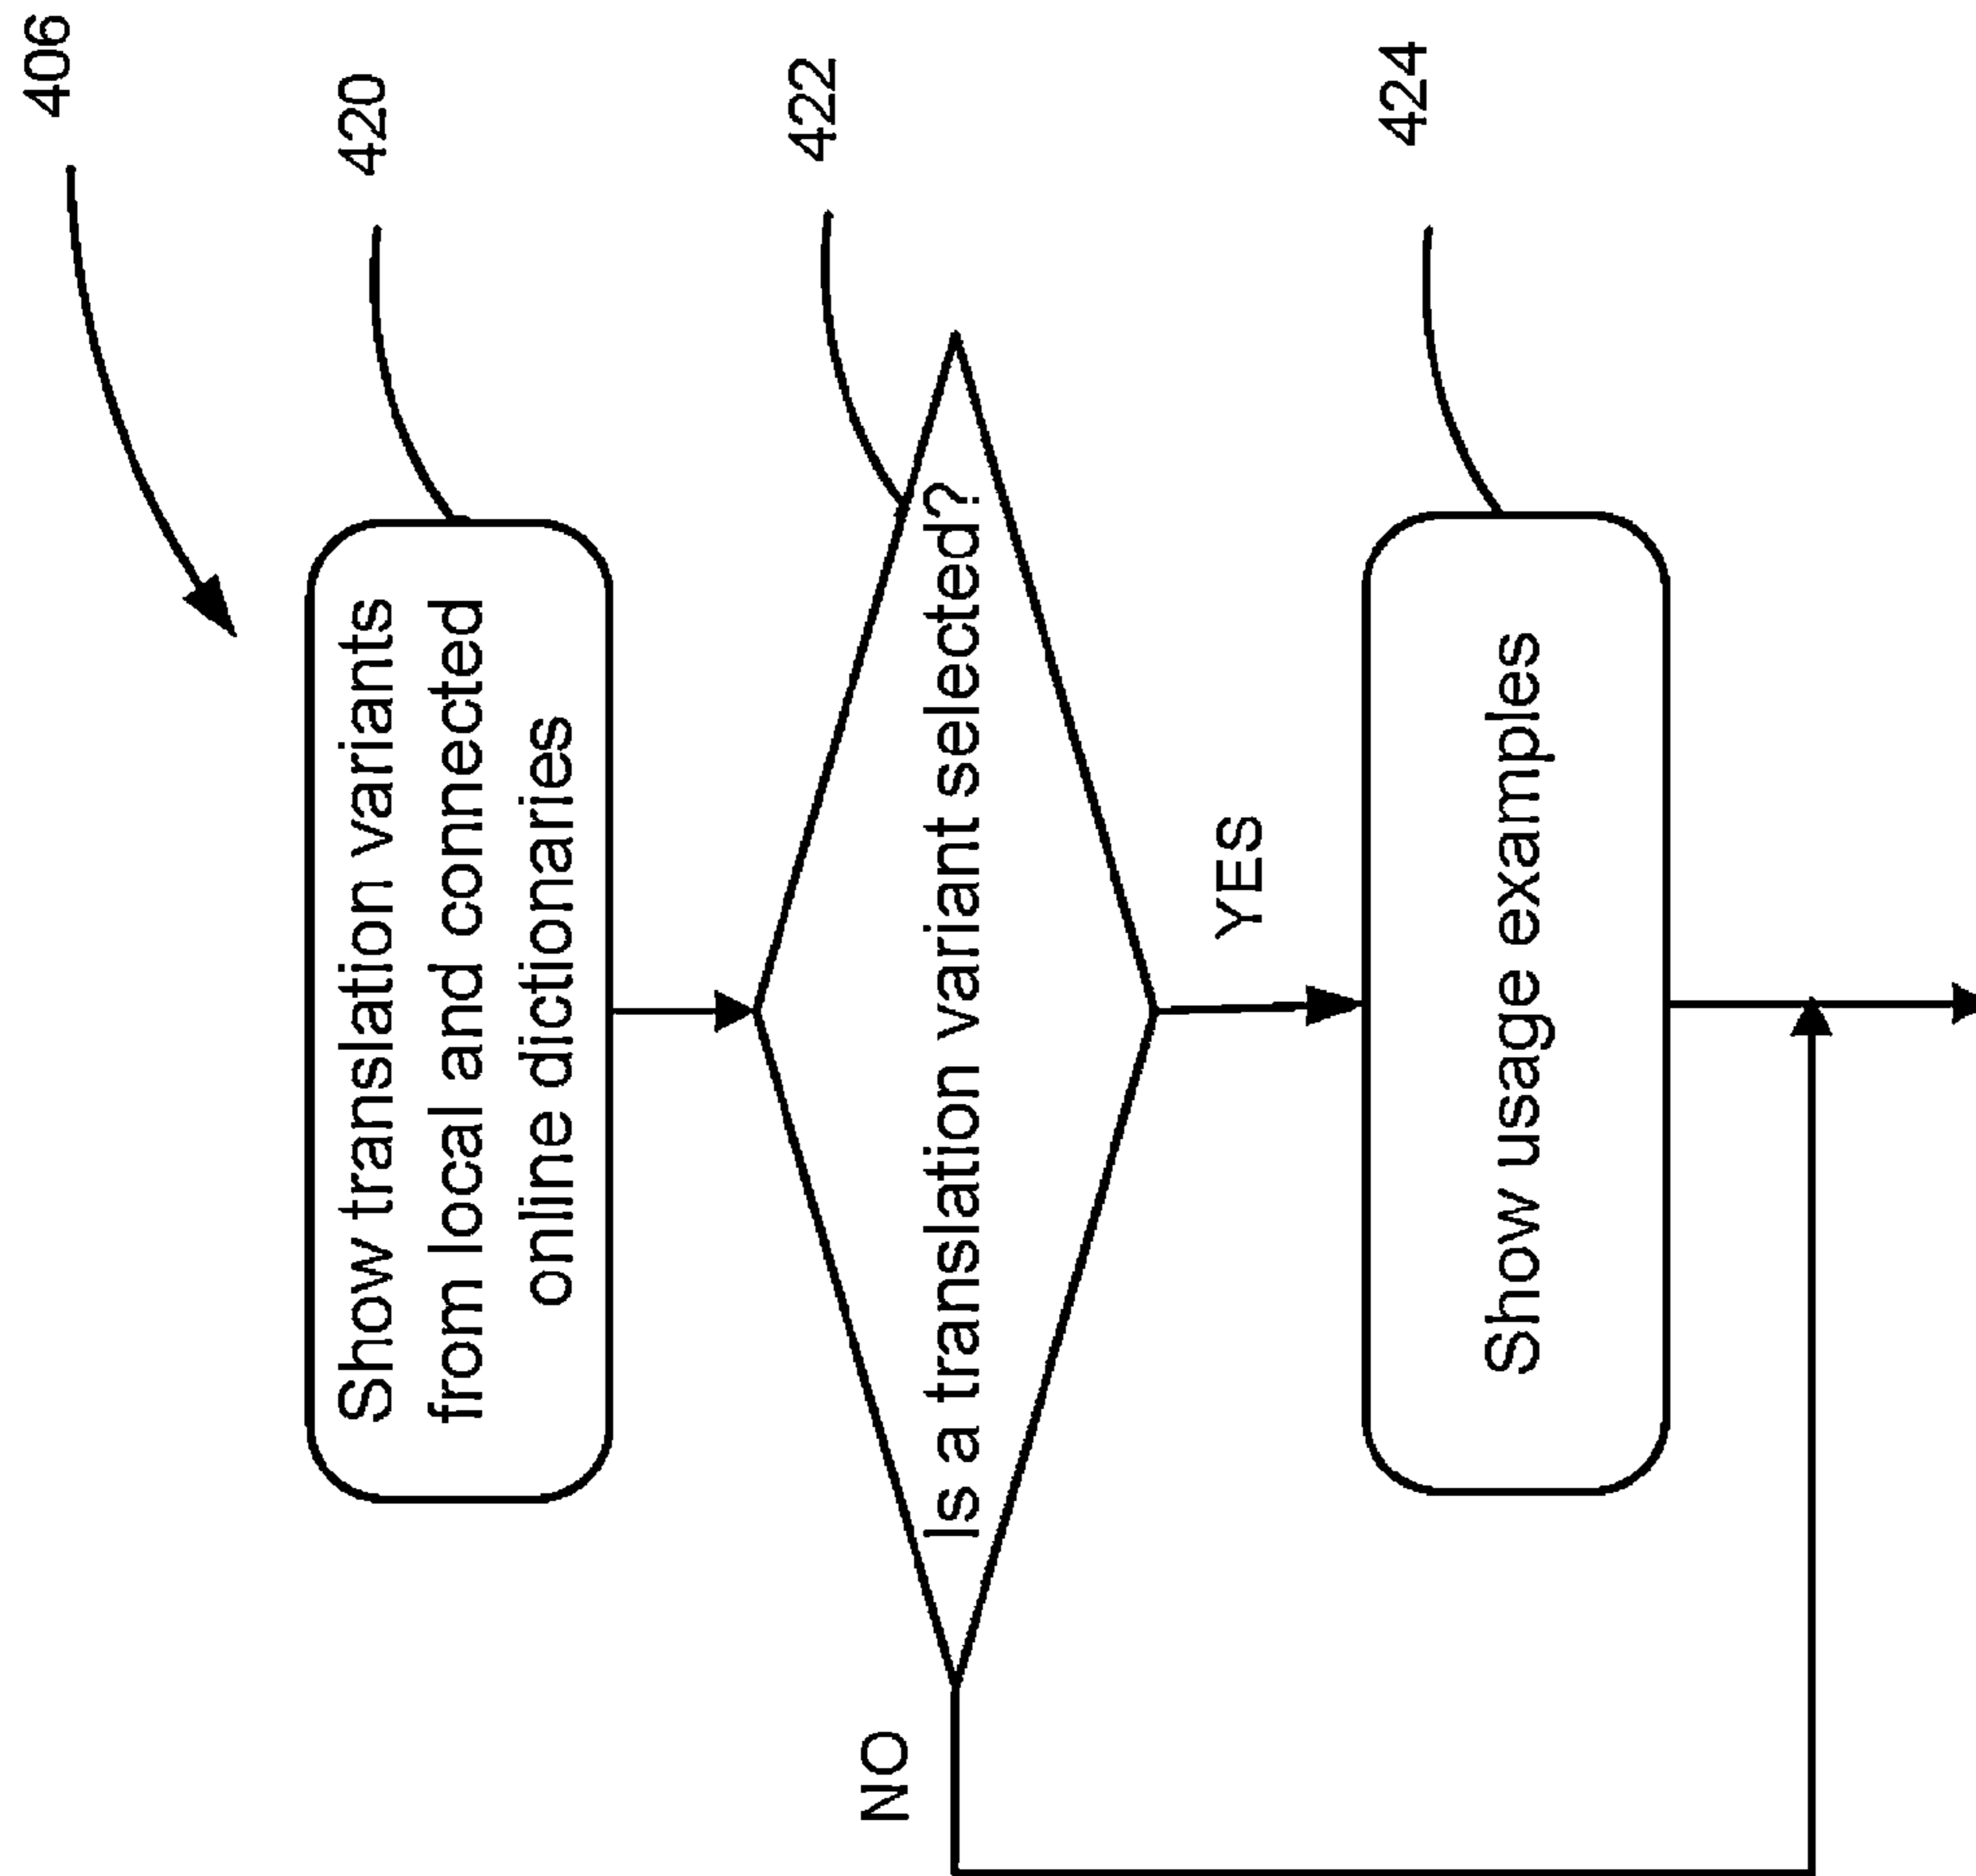 406
420
Show translation variants
from local and connected
online dictionaries
422
Is a translation variant selected?
NO
YES
424
Show usage examples